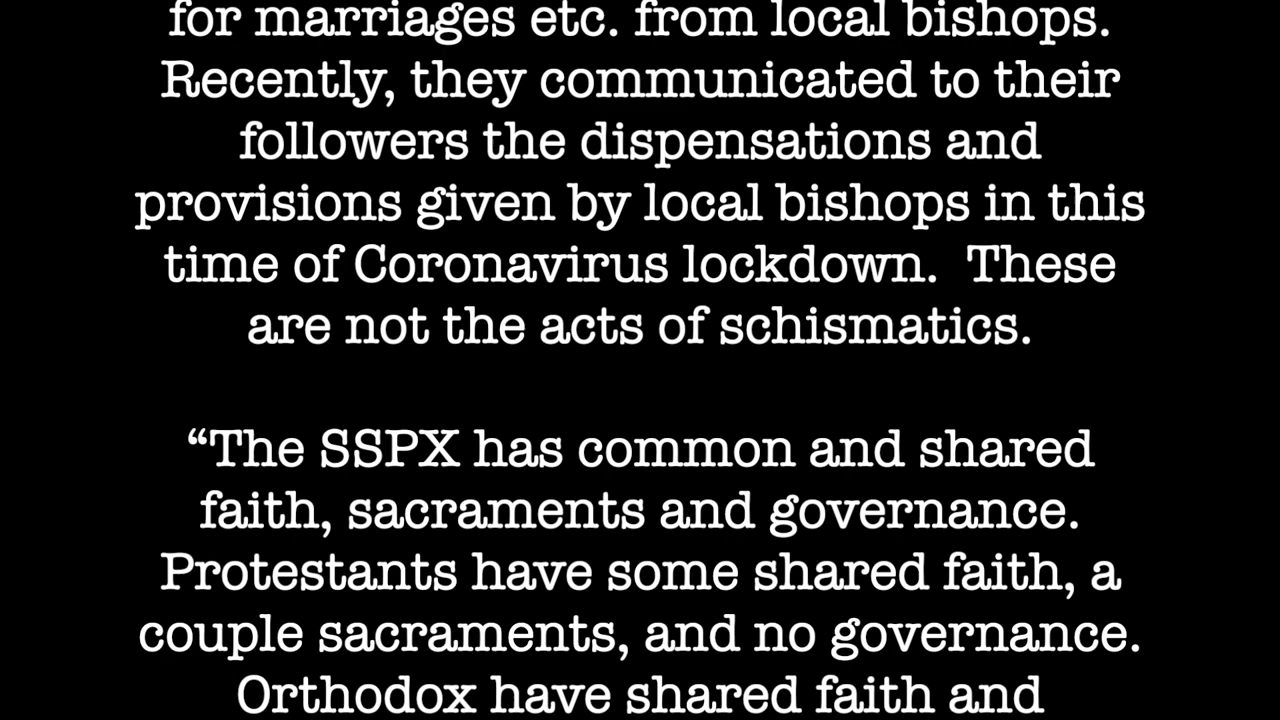 for marriages etc. from local bishops.
Recently, they communicated to their
followers the dispensations and
provisions given by local bishops in this
time of Coronavirus lockdown.  These
are not the acts of schismatics.
“The SSPX has common and shared
faith, sacraments and governance.
Protestants have some shared faith, a
couple sacraments, and no governance.
Orthodox have shared faith and